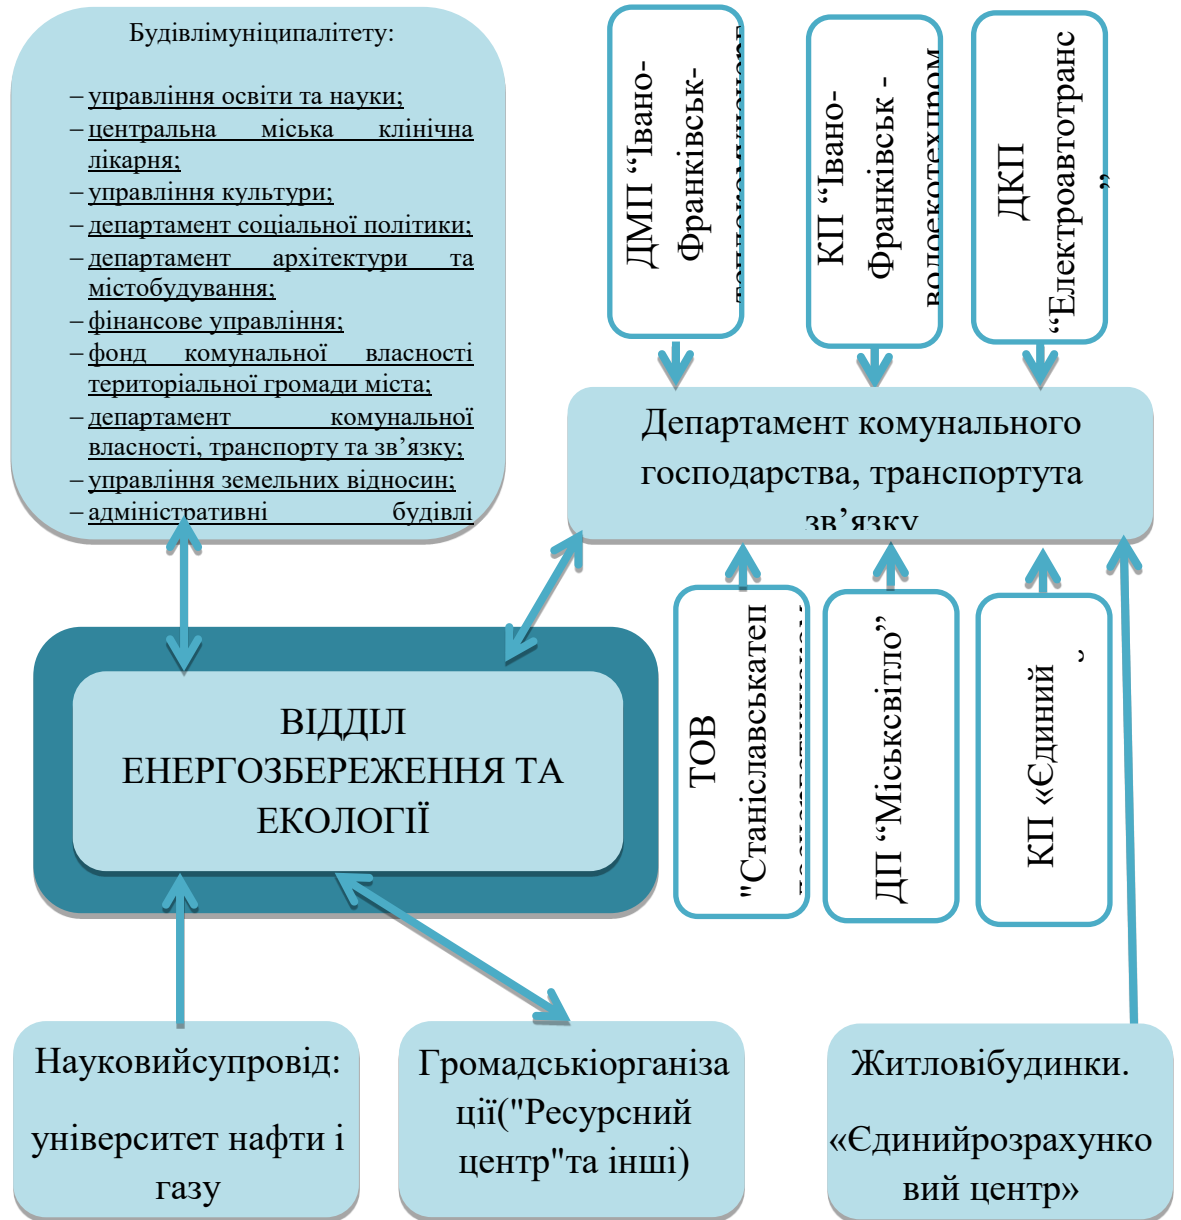 Будівлімуніципалітету:
– управління освіти та науки;
– центральна міська клінічна
лікарня;
– управління культури;
– департамент соціальної політики;
– департамент архітектури та
містобудування;
– фінансове управління;
– фонд комунальної власності
територіальної громади міста;
– департамент комунальної
власності, транспорту та зв’язку;
– управління земельних відносин;
– адміністративні будівлі
ДМП “Івано-
Франківськ-
КП “Івано-
Франківськ -
водоекотехпром
ДКП
“Електроавтотранс
”
Департамент комунального
господарства, транспортута
зв’язку
ТОВ
"Станіславськатеп
ДП “Міськсвітло”
КП «Єдиний
ВІДДІЛ
ЕНЕРГОЗБЕРЕЖЕННЯ ТА
ЕКОЛОГІЇ
Науковийсупровід:
університет нафти і
газу
Громадськіорганіза
ції("Ресурсний
центр"та інші)
Житловібудинки.
«Єдинийрозрахунко
вий центр»